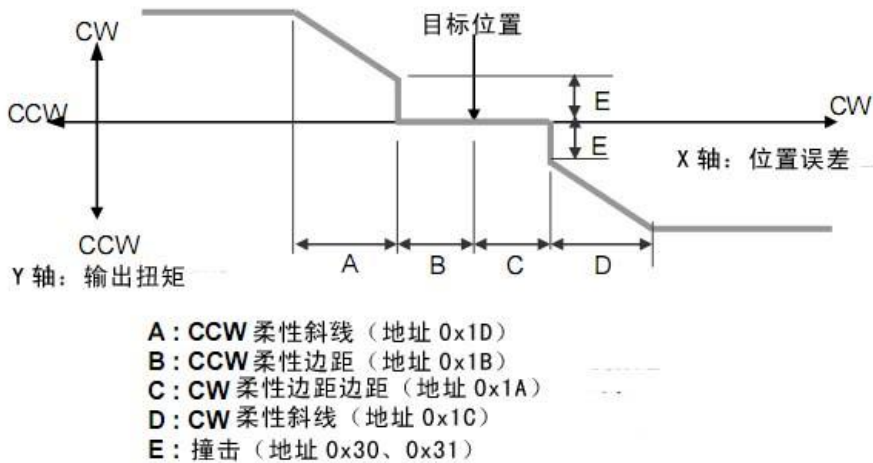 CW
目标位置
E
CCW
CW
E
X 轴：位置误差
CCW
A
B
C
D
Y 轴：输出扭矩
A：CCW 柔性斜线（地址 0x1D）
B：CCW 柔性边距（地址 0x1B）
C：CW 柔性边距边距（地址 0x1A）
D：CW 柔性斜线（地址 0x1C）
E：撞击（地址 0x30、0x31）